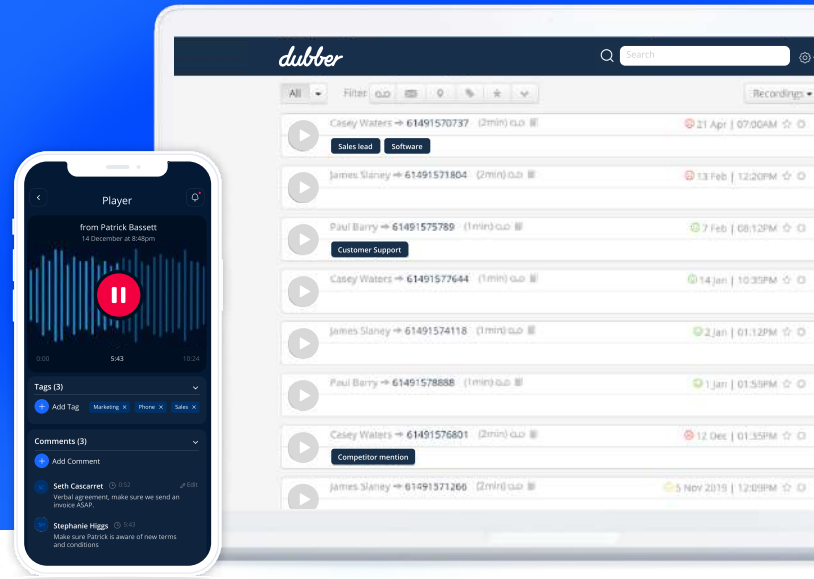 dubber
Search
All
Filter
Recordings
Casey Waters ➔ 61491570737 (2min)
21 Apr | 07:00AM
Sales lead
Software
James Slaney ➔ 61491571804 (2min)
13 Feb | 12:20PM
Paul Barry ➔ 61491575789 (1min)
7 Feb | 08:12PM
Customer Support
Casey Waters ➔ 61491577644 (1min)
14 Jan | 10:35PM
James Slaney ➔ 61491574118 (1min)
2 Jan | 01:12PM
Paul Barry ➔ 61491578888 (1min)
1 Jan | 01:55PM
Casey Waters ➔ 61491576801 (2min)
12 Dec | 01:35PM
Competitor mention
James Slaney ➔ 61491571266 (2min)
5 Nov 2019 | 12:09PM
Player
from Patrick Bassett
14 December at 8:48pm
0:00
5:43
10:24
Tags (3)
Add Tag
Marketing ×
Phone ×
Sales ×
Comments (3)
Add Comment
Seth Cascarret 0:52
Edit
Verbal agreement, make sure we send an
invoice ASAP.
Stephanie Higgs 5:43
Make sure Patrick is aware of new terms
and conditions